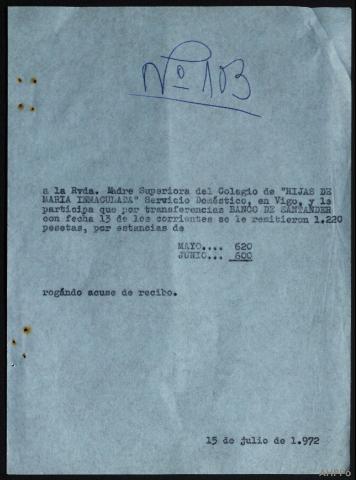 Nº 103
a la Rvda. Madre Superiora del Colegio de "HIJAS DE
MARIA INMACULADA" Servicio Doméstico, en Vigo, y le
participa que por transferencias BANCO DE SANTANDER
con fecha 13 de los corrientes se le remitieron 1.220
pesetas, por estancias de
MAYO.... 620
JUNIO... 600
rogándo acuse de recibo.
15 de julio de 1.972
AHPPO